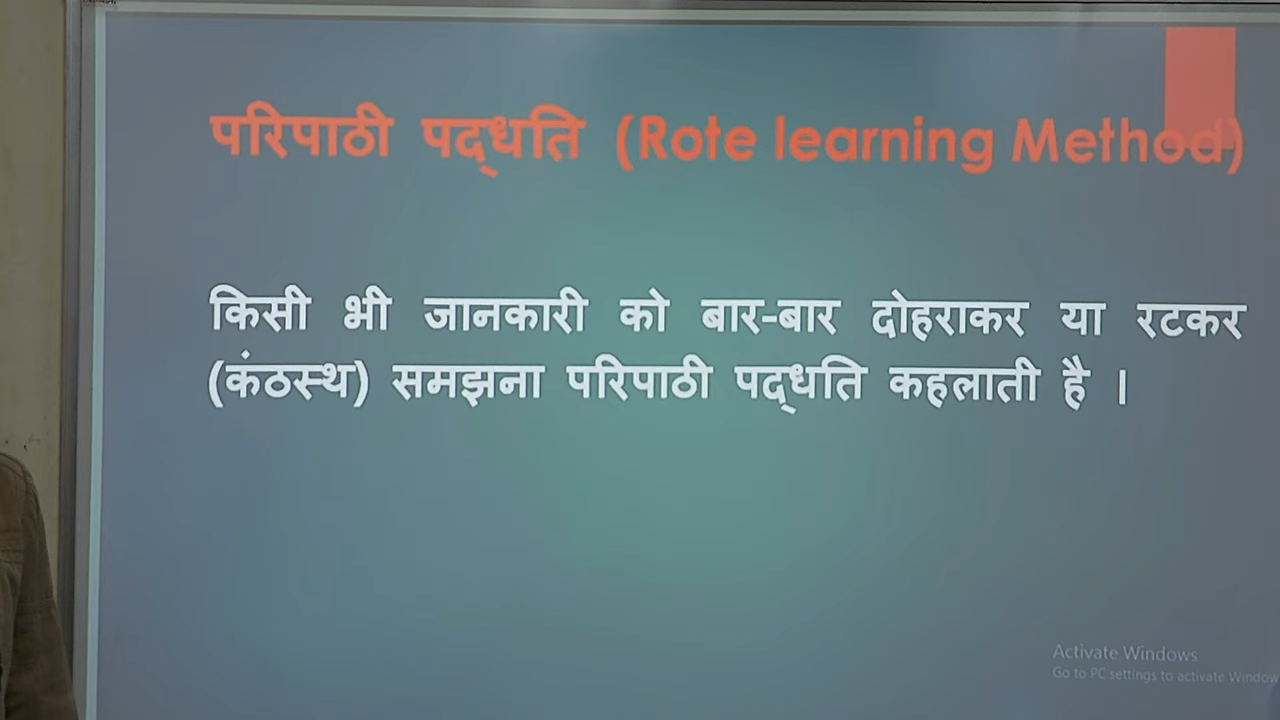 परिपाठी पद्धति (Rote learning Method)
किसी भी जानकारी को बार-बार दोहराकर या रटकर
(कंठस्थ) समझना परिपाठी पद्धति कहलाती है ।
Activate Windows
Go to PC settings to activate Window